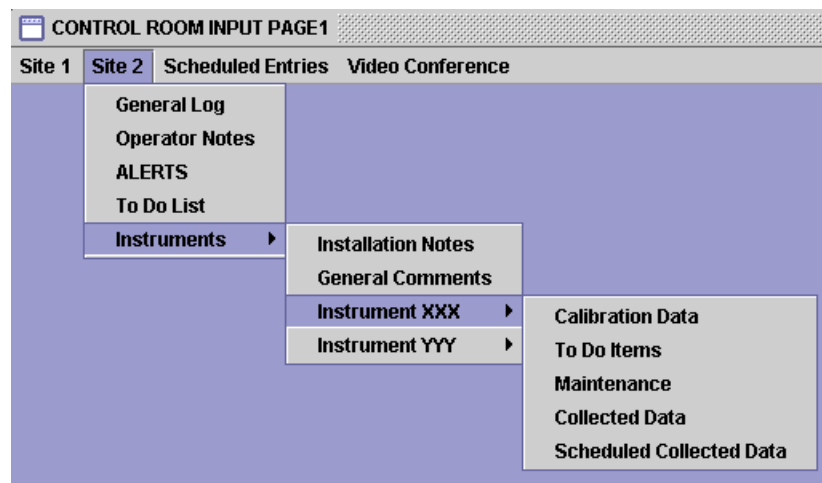 CONTROL ROOM INPUT PAGE1
Site 1 Site 2 Scheduled Entries Video Conference
General Log
Operator Notes
ALERTS
To Do List
Instruments
Installation Notes
General Comments
Instrument XXX
Instrument YYY
Calibration Data
To Do Items
Maintenance
Collected Data
Scheduled Collected Data